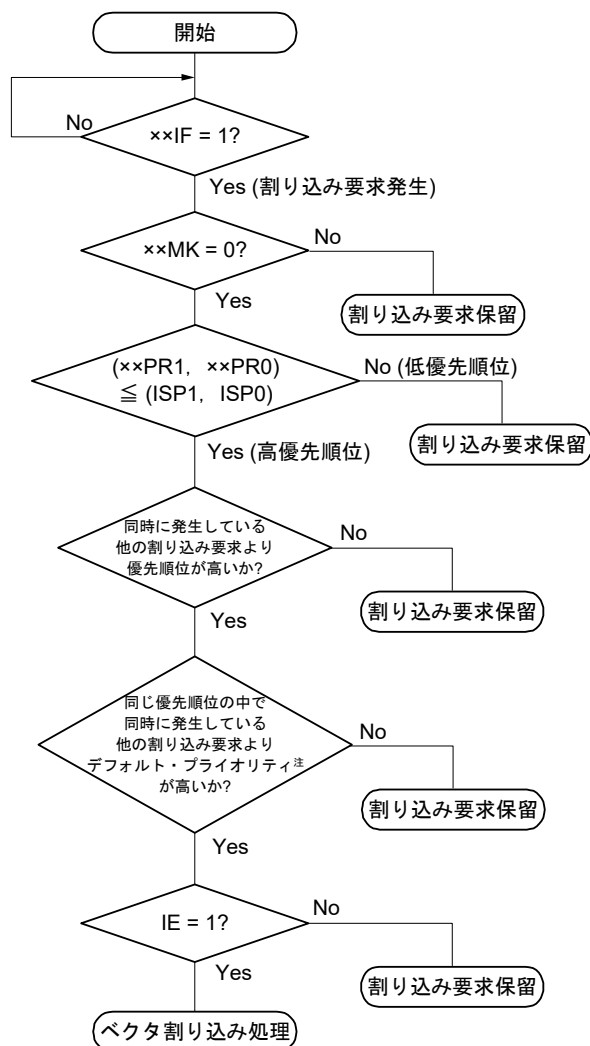 開始
No
××IF = 1?
Yes (割り込み要求発生)
××MK = 0?
No
Yes
割り込み要求保留
(××PR1, ××PR0)
≦ (ISP1, ISP0)
No (低優先順位)
Yes (高優先順位)
割り込み要求保留
同時に発生している
他の割り込み要求より
優先順位が高いか?
No
Yes
割り込み要求保留
同じ優先順位の中で
同時に発生している
他の割り込み要求より
デフォルト・プライオリティ注
が高いか?
No
Yes
割り込み要求保留
IE = 1?
No
Yes
割り込み要求保留
ベクタ割り込み処理